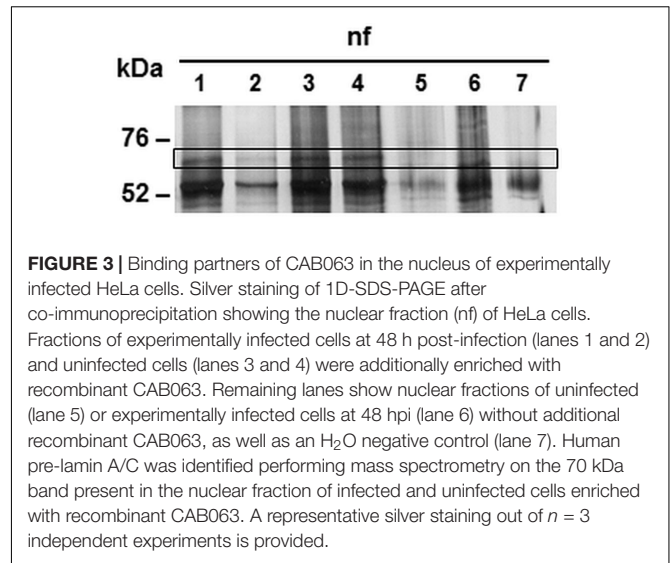 nf
kDa
1 2 3 4 5 6 7
76 –
52 –
FIGURE 3 | Binding partners of CAB063 in the nucleus of experimentally
infected HeLa cells. Silver staining of 1D-SDS-PAGE after
co-immunoprecipitation showing the nuclear fraction (nf) of HeLa cells.
Fractions of experimentally infected cells at 48 h post-infection (lanes 1 and 2)
and uninfected cells (lanes 3 and 4) were additionally enriched with
recombinant CAB063. Remaining lanes show nuclear fractions of uninfected
(lane 5) or experimentally infected cells at 48 hpi (lane 6) without additional
recombinant CAB063, as well as an H₂O negative control (lane 7). Human
pre-lamin A/C was identified performing mass spectrometry on the 70 kDa
band present in the nuclear fraction of infected and uninfected cells enriched
with recombinant CAB063. A representative silver staining out of n = 3
independent experiments is provided.